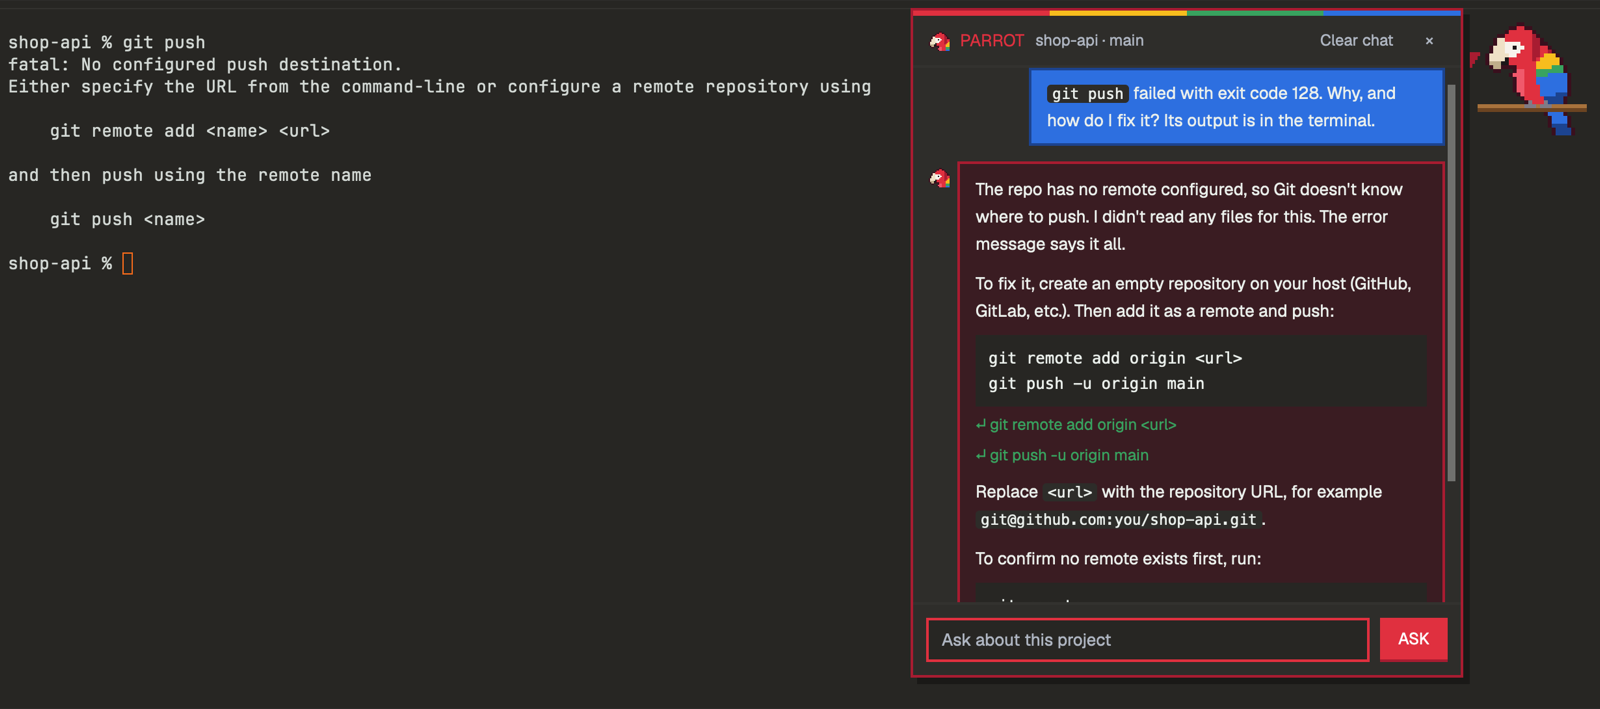 shop-api % git push
fatal: No configured push destination.
Either specify the URL from the command-line or configure a remote repository using
git remote add <name> <url>
and then push using the remote name
git push <name>
shop-api %
PARROT shop-api · main Clear chat ×
git push failed with exit code 128. Why, and
how do I fix it? Its output is in the terminal.
The repo has no remote configured, so Git doesn't know
where to push. I didn't read any files for this. The error
message says it all.
To fix it, create an empty repository on your host (GitHub,
GitLab, etc.). Then add it as a remote and push:
git remote add origin <url>
git push -u origin main
↵ git remote add origin <url>
↵ git push -u origin main
Replace <url> with the repository URL, for example
git@github.com:you/shop-api.git.
To confirm no remote exists first, run:
Ask about this project
ASK